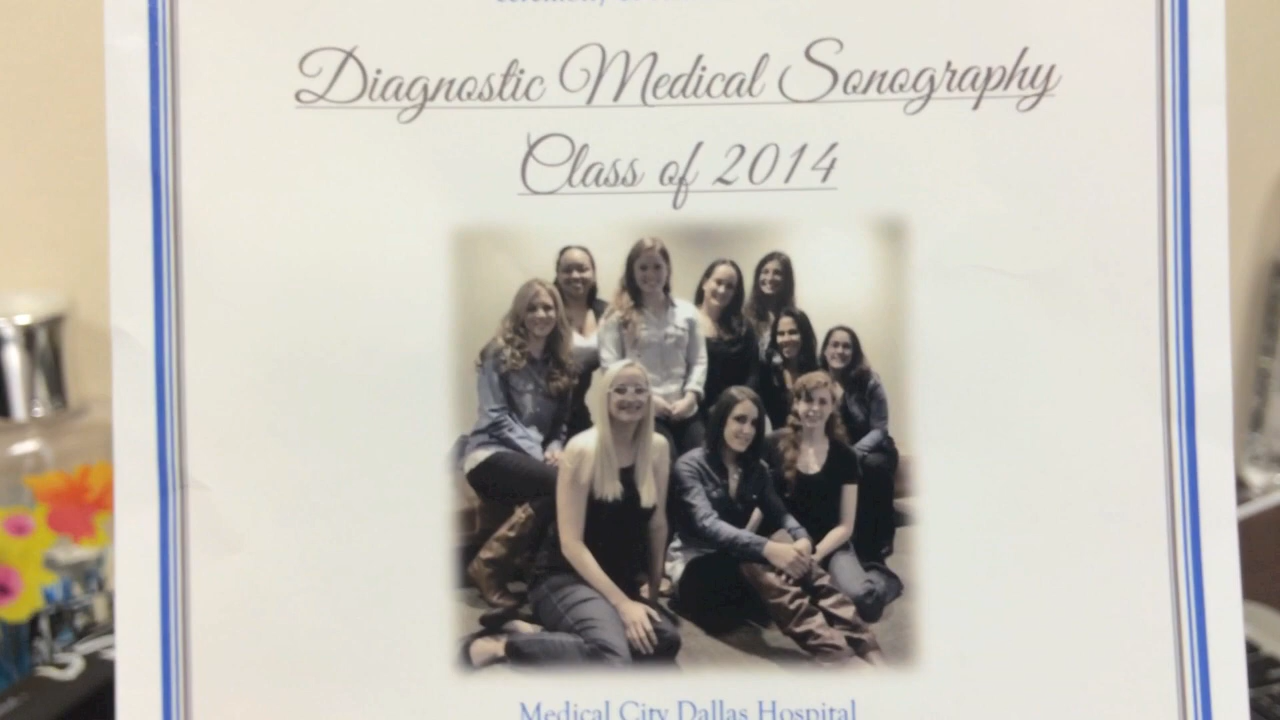 Diagnostic Medical Sonography
Class of 2014
Medical City Dallas Hospital